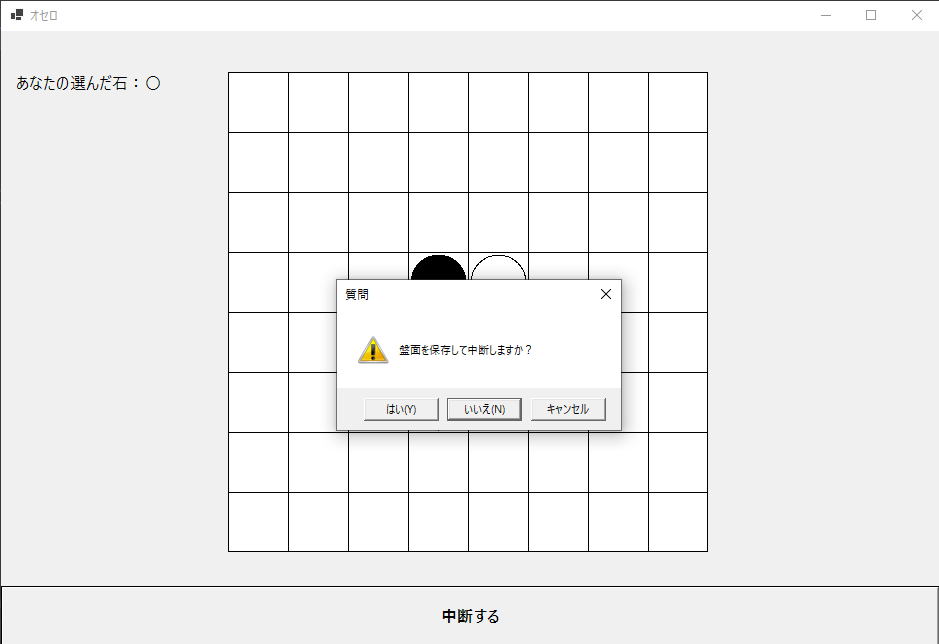 オセロ
あなたの選んだ石：〇
質問
盤面を保存して中断しますか？
はい(Y)
いいえ(N)
キャンセル
中断する